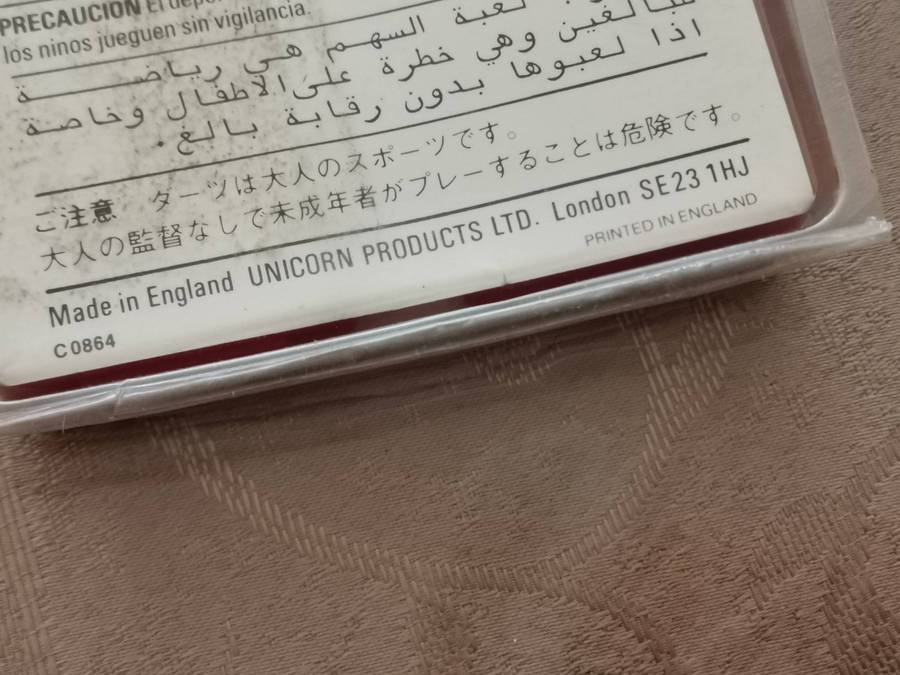 PRECAUCION El
los ninos jueguen sin vigilancia.
لعبة السهم هي رياضة
للبالغين وهي خطرة على الأطفال وخاصة
اذا لعبوها بدون رقابة بالغ.
ご注意 ダーツは大人のスポーツです。
大人の監督なしで未成年者がプレーすることは危険です。
Made in England UNICORN PRODUCTS LTD. London SE23 1HJ
PRINTED IN ENGLAND
C0864